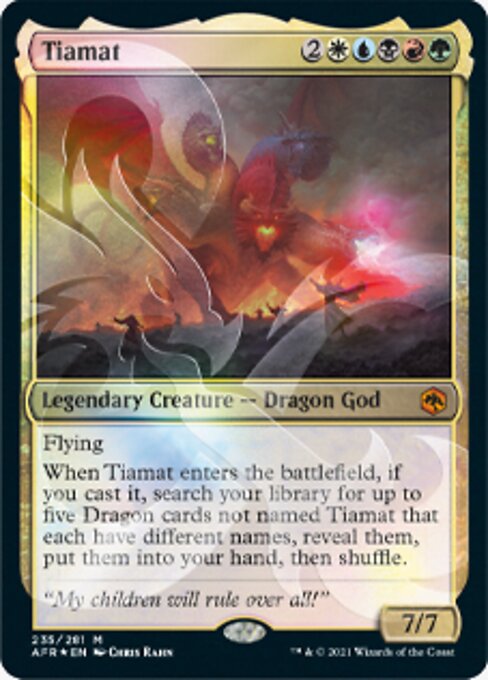 Tiamat 2
Legendary Creature -- Dragon God
Flying
When Tiamat enters the battlefield, if
you cast it, search your library for up to
five Dragon cards not named Tiamat that
each have different names, reveal them,
put them into your hand, then shuffle.
“My children will rule over all!”
7/7
235/281 M
AFR★EN Chris Rahn ™ & © 2021 Wizards of the Coast